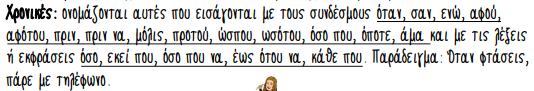 Χρονικές: ονομάζονται αυτές που εισάγονται με τους συνδέσμους όταν, σαν, ενώ, αφού,
αφότου, πριν, πριν να, μόλις, προτού, ώσπου, ωσότου, όσο που, όποτε, άμα και με τις λέξεις
ή εκφράσεις όσο, εκεί που, όσο που να, έως ότου να, κάθε που. Παράδειγμα: Όταν φτάσεις,
πάρε με τηλέφωνο.